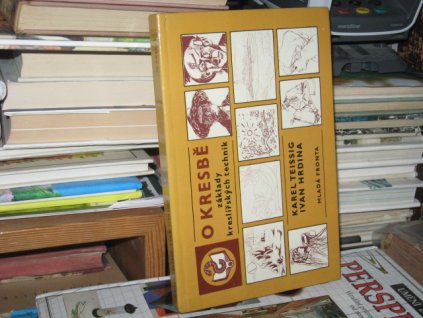 O KRESBĚ
základy
kreslířských technik
KAREL TEISSIG
IVAN HRDINA
MLADÁ FRONTA
PERSP